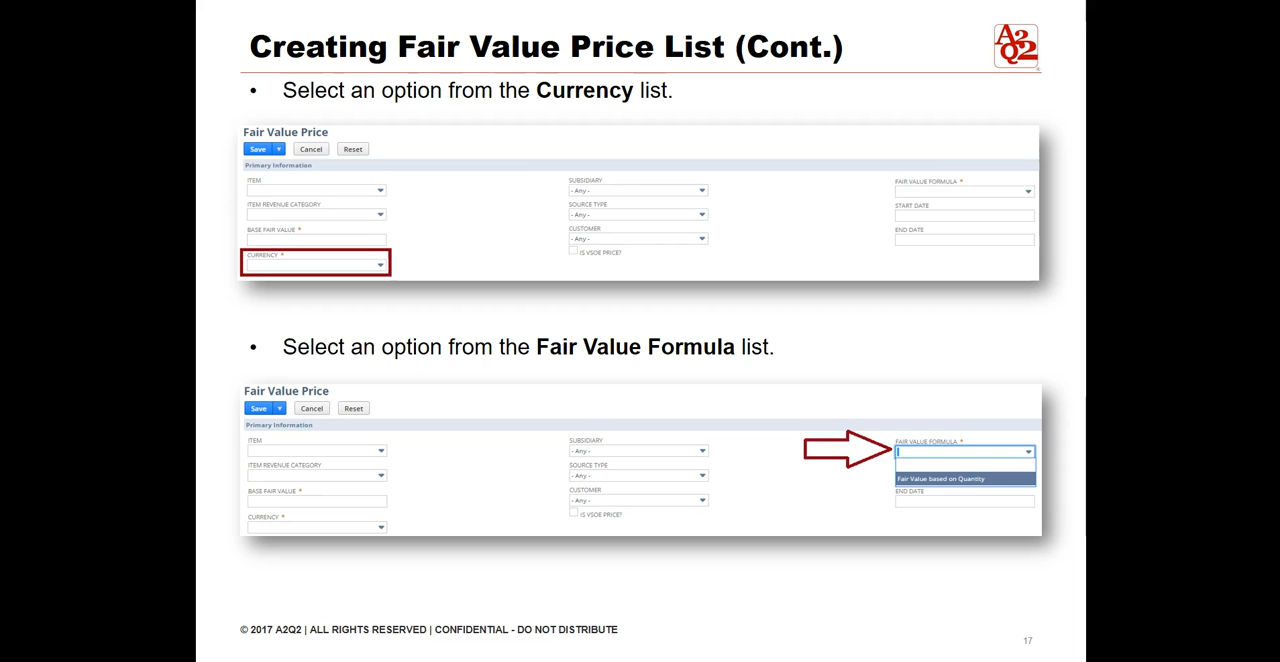 Creating Fair Value Price List (Cont.)
A2
Q2
• Select an option from the Currency list.
Fair Value Price
Save Cancel Reset
Primary Information
ITEM SUBSIDIARY FAIR VALUE FORMULA *
- Any -
ITEM REVENUE CATEGORY SOURCE TYPE START DATE
- Any -
BASE FAIR VALUE * CUSTOMER END DATE
- Any -
CURRENCY * IS VSOE PRICE?
• Select an option from the Fair Value Formula list.
Fair Value Price
Save Cancel Reset
Primary Information
ITEM SUBSIDIARY FAIR VALUE FORMULA *
- Any -
ITEM REVENUE CATEGORY SOURCE TYPE
- Any - Fair Value based on Quantity
BASE FAIR VALUE * CUSTOMER END DATE
- Any -
CURRENCY * IS VSOE PRICE?
© 2017 A2Q2 | ALL RIGHTS RESERVED | CONFIDENTIAL - DO NOT DISTRIBUTE
17